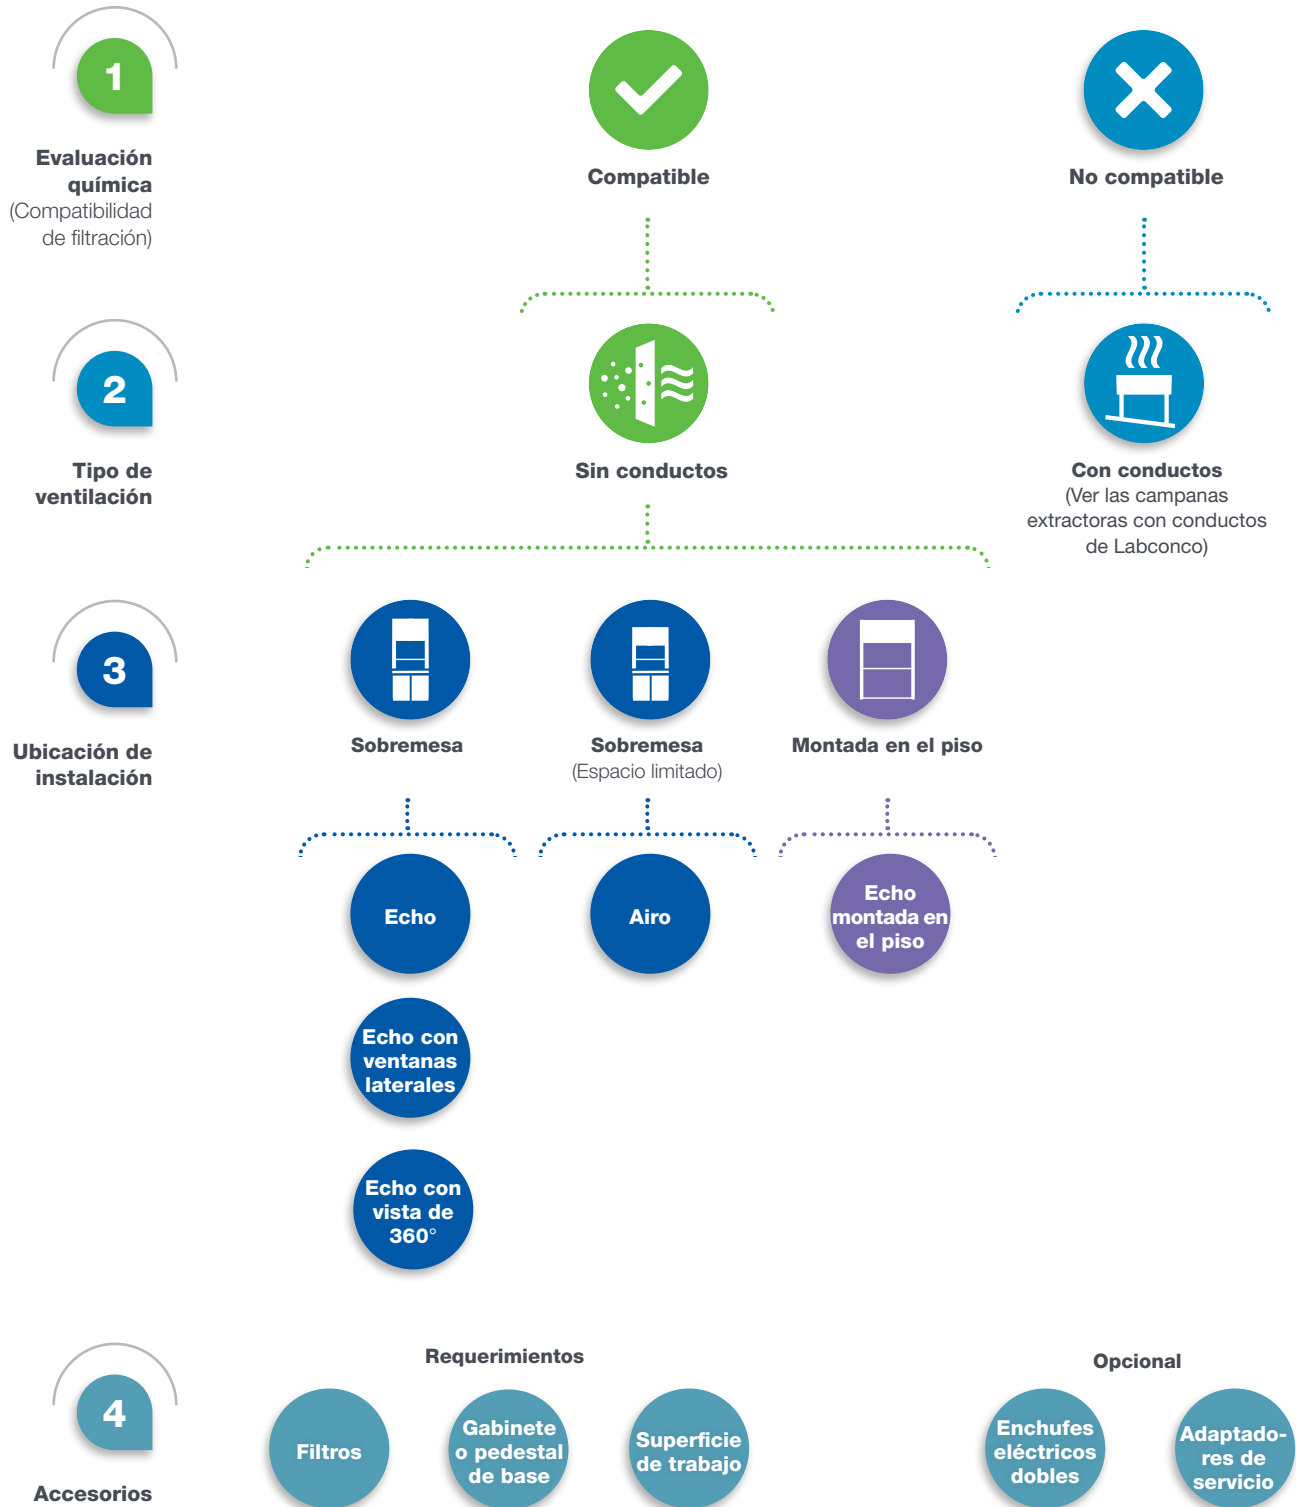 1
Evaluación
química
(Compatibilidad
de filtración)
Compatible
No compatible
2
Tipo de
ventilación
Sin conductos
Con conductos
(Ver las campanas
extractoras con conductos
de Labconco)
3
Ubicación de
instalación
Sobremesa
Sobremesa
(Espacio limitado)
Montada en el piso
Echo
Airo
Echo
montada en
el piso
Echo con
ventanas
laterales
Echo con
vista de
360°
4
Accesorios
Requerimientos
Filtros
Gabinete
o pedestal
de base
Superficie
de trabajo
Opcional
Enchufes
eléctricos
dobles
Adaptado-
res de
servicio